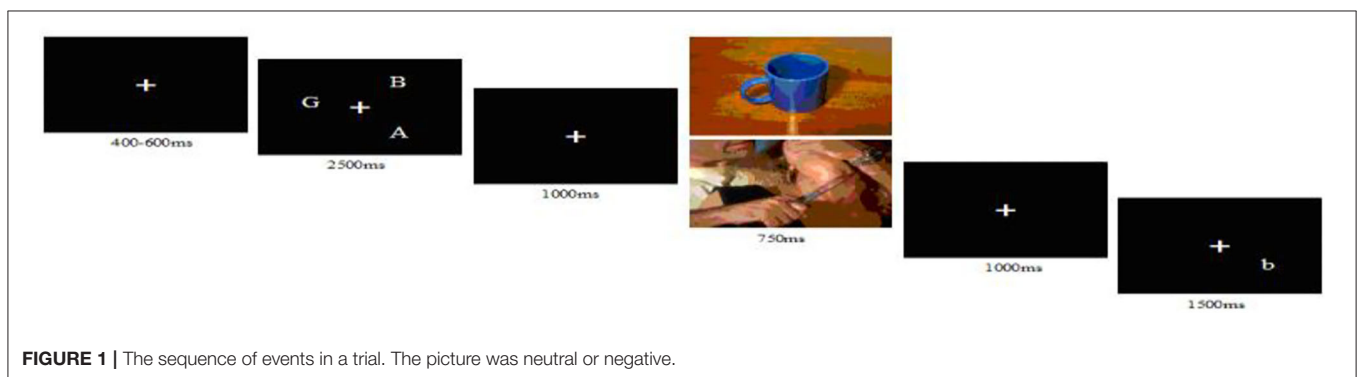 +
400-600ms
G + B
A
2500ms
+
1000ms
750ms
+
1000ms
+
b
1500ms
FIGURE 1 | The sequence of events in a trial. The picture was neutral or negative.